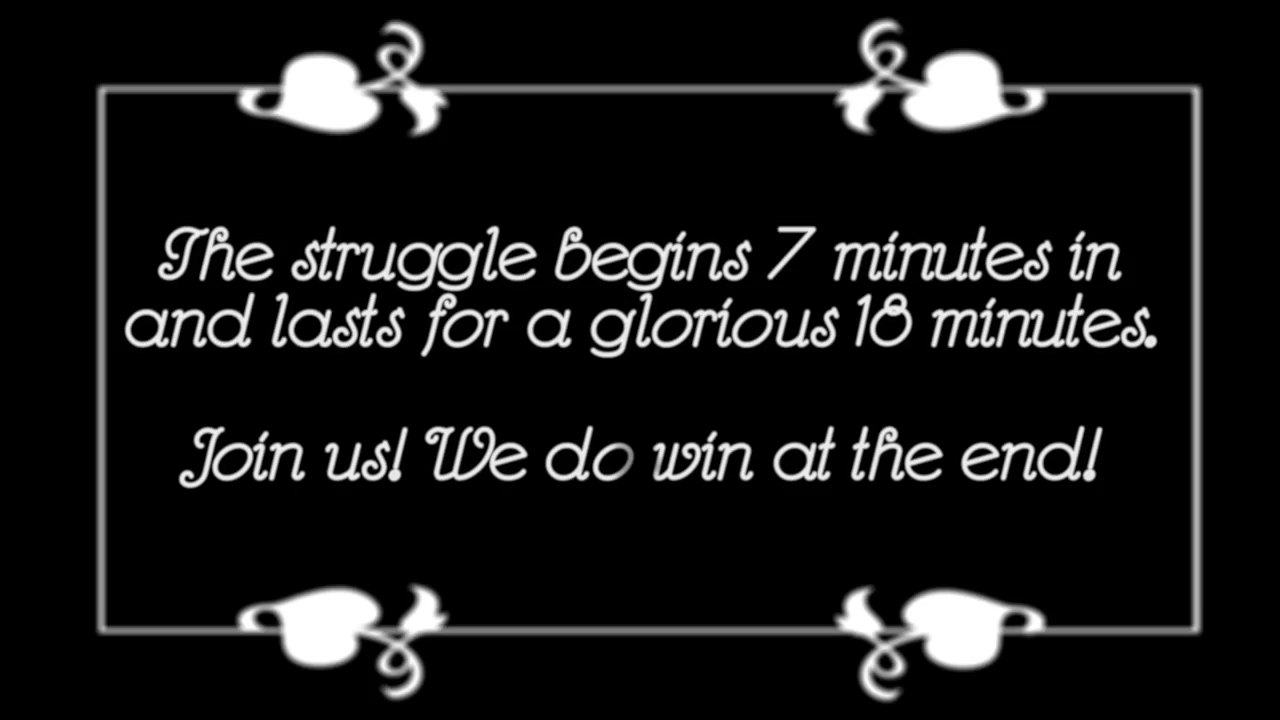 The struggle begins 7 minutes in
and lasts for a glorious 18 minutes.
Join us! We do win at the end!